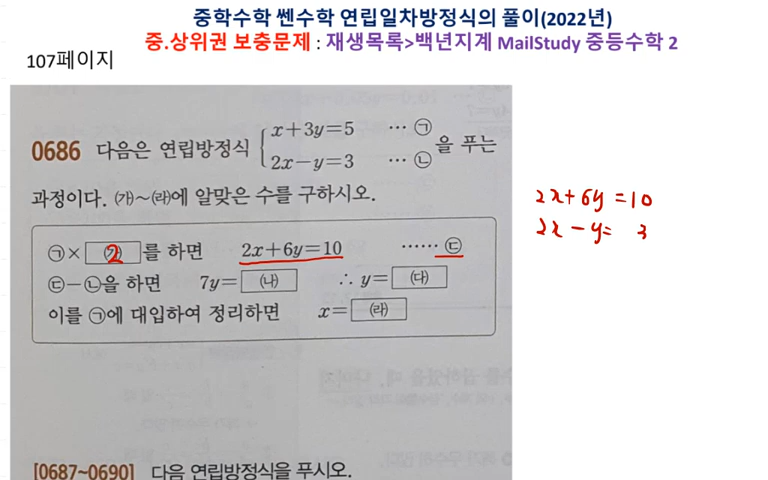 중학수학 쎈수학 연립일차방정식의 풀이(2022년)
중.상위권 보충문제 : 재생목록>백년지계 MailStudy 중등수학 2
107페이지
0686 다음은 연립방정식 x+3y=5 … ㉠ 을 푸는
2x−y=3 … ㉡
과정이다. ㈎~㈑에 알맞은 수를 구하시오.
㉠× ㈎ 2 를 하면 2x+6y=10 …… ㉢
㉢−㉡을 하면 7y= ㈏ ∴ y= ㈐
이를 ㉠에 대입하여 정리하면 x= ㈑
2x+6y=10
2x−y= 3
[0687~0690] 다음 연립방정식을 푸시오.